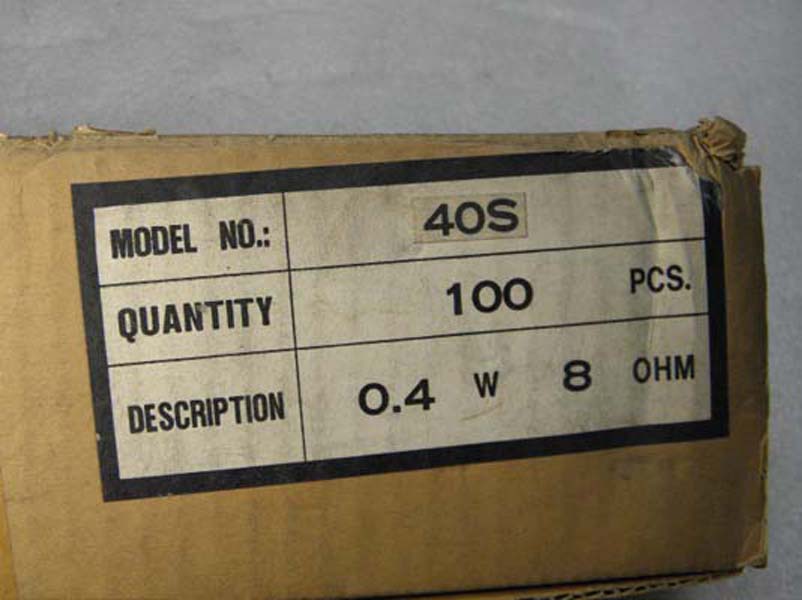 MODEL NO.: 40S
QUANTITY 100 PCS.
DESCRIPTION 0.4 W 8 OHM